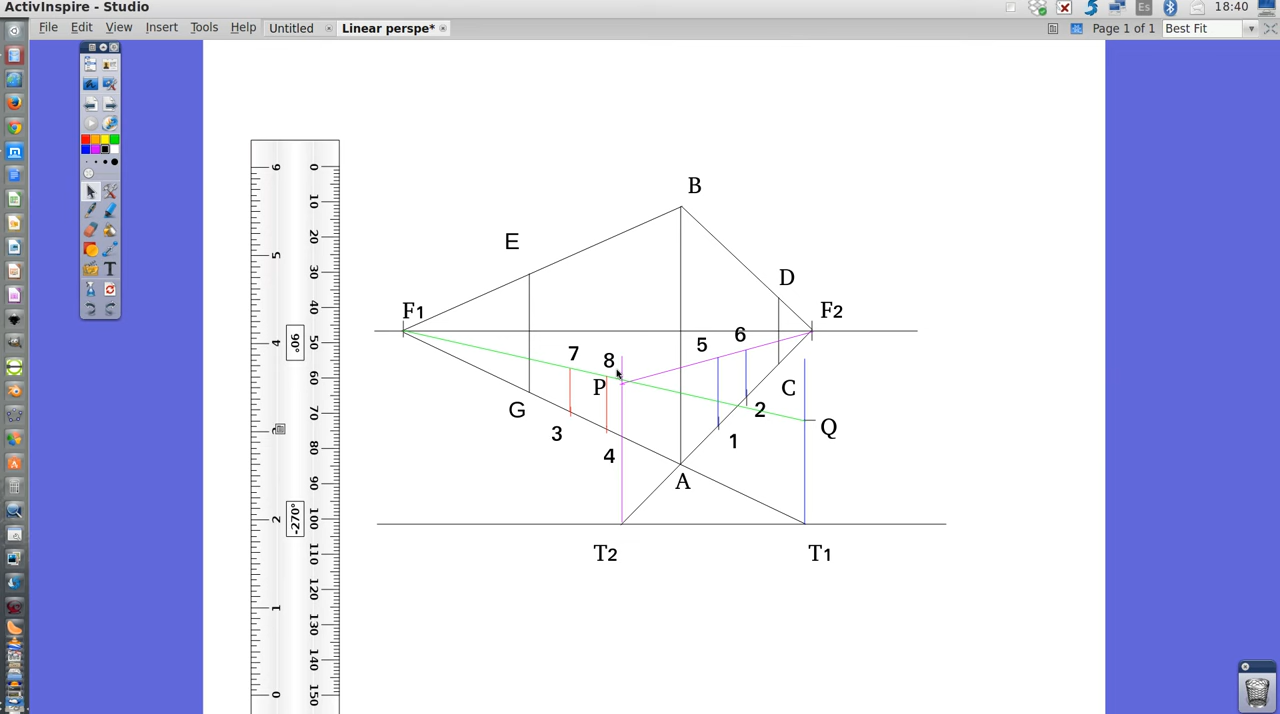 ActivInspire - Studio
Es
18:40
File Edit View Insert Tools Help Untitled Linear perspe*
Page 1 of 1 Best Fit
B
E
D
F1
F2
6
5
7
8
P
C
G
2
Q
3
1
4
A
T2
T1
6
5
4
2
1
0
0
10
20
30
40
50
60
70
80
90
100
110
120
130
140
150
90°
-270°
T